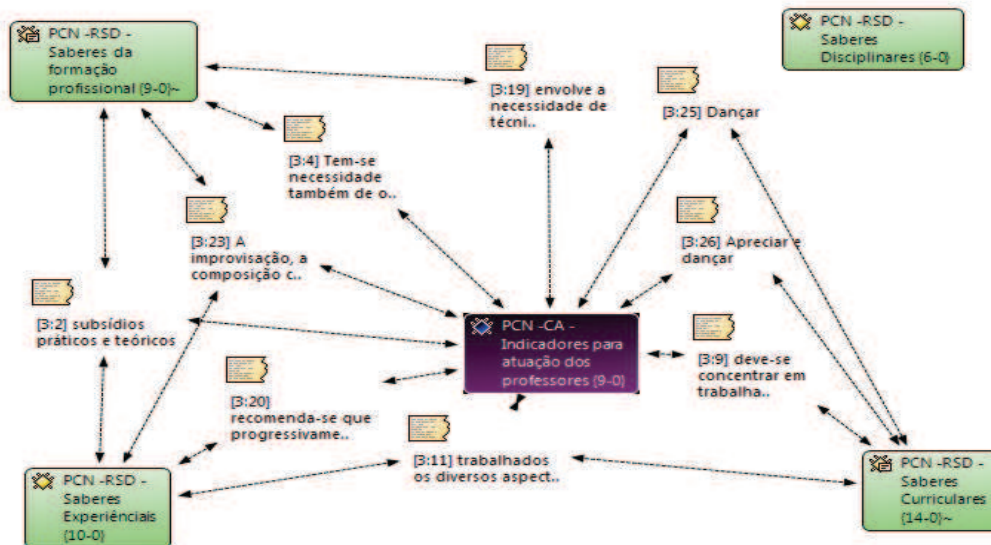 PCN -RSD -
Saberes da
formação
profissional {9-0}~
PCN -RSD -
Saberes
Disciplinares {6-0}
[3:19] envolve a
necessidade de
técni..
[3:25] Dançar
[3:4] Tem-se
necessidade
também de o..
[3:23] A
improvisação, a
composição c..
[3:26] Apreciar e
dançar
[3:2] subsídios
práticos e teóricos
PCN -CA -
Indicadores para
atuação dos
professores {9-0}
[3:9] deve-se
concentrar em
trabalha..
[3:20]
recomenda-se que
progressivame..
[3:11] trabalhados
os diversos aspect..
PCN -RSD -
Saberes
Experiênciais
{10-0}
PCN -RSD -
Saberes
Curriculares
{14-0}~